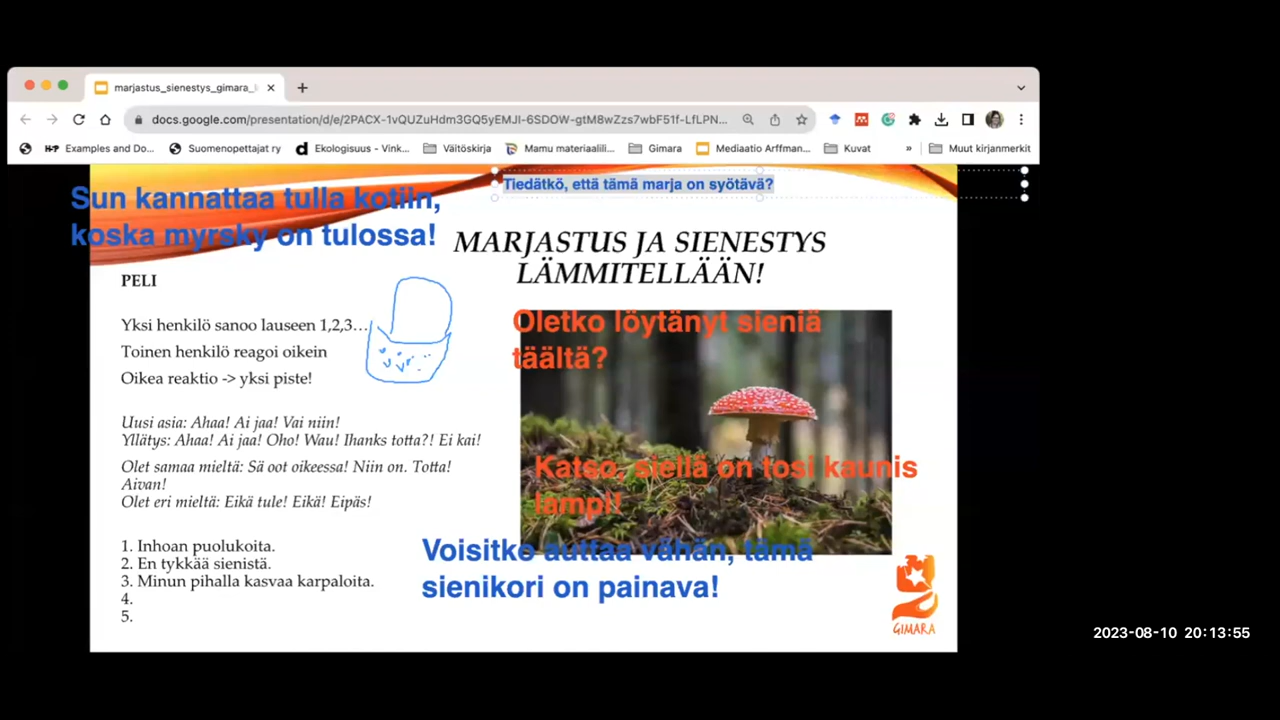 marjastus_sienestys_gimara_l
docs.google.com/presentation/d/e/2PACX-1vQUZuHdm3GQ5yEMJI-6SDOW-gtM8wZzs7wbF51f-LfLPN...
Examples and Do...
Suomenopettajat ry
Ekologisuus - Vink...
Väitöskirja
Mamu materiaalili...
Gimara
Mediaatio Arffman...
Kuvat
»
Muut kirjanmerkit
Tiedätkö, että tämä marja on syötävä?
Sun kannattaa tulla kotiin,
koska myrsky on tulossa!
MARJASTUS JA SIENESTYS
LÄMMITELLÄÄN!
PELI
Yksi henkilö sanoo lauseen 1,2,3…
Toinen henkilö reagoi oikein
Oikea reaktio -> yksi piste!
Uusi asia: Ahaa! Ai jaa! Vai niin!
Yllätys: Ahaa! Ai jaa! Oho! Wau! Ihanks totta?! Ei kai!
Olet samaa mieltä: Sä oot oikeessa! Niin on. Totta!
Aivan!
Olet eri mieltä: Eikä tule! Eikä! Eipäs!
1. Inhoan puolukoita.
2. En tykkää sienistä.
3. Minun pihalla kasvaa karpaloita.
4.
5.
Oletko löytänyt sieniä
täältä?
Katso, siellä on tosi kaunis
lampi!
Voisitko auttaa vähän, tämä
sienikori on painava!
GIMARA
2023-08-10 20:13:55